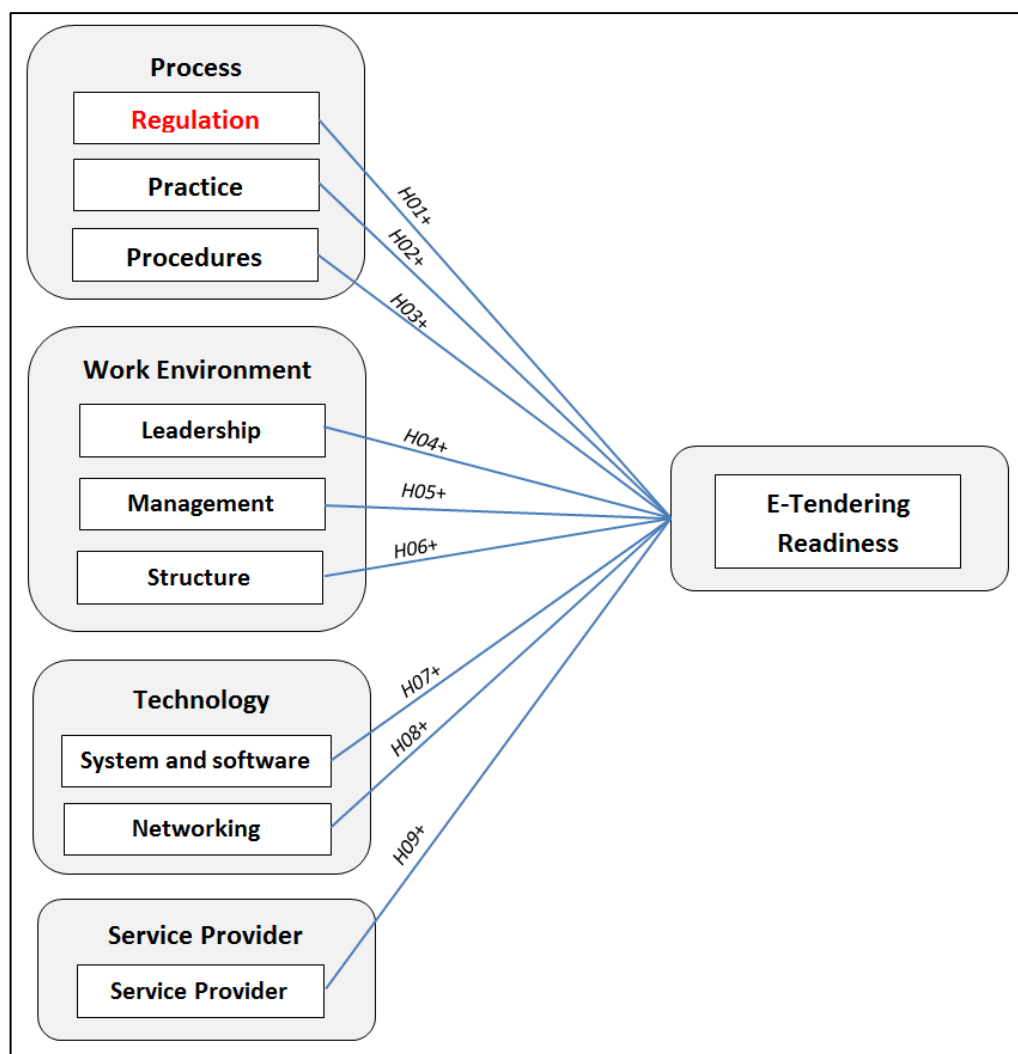 Process
Regulation
Practice
Procedures
H01+
H02+
H03+
Work Environment
Leadership
Management
Structure
H04+
H05+
H06+
E-Tendering
Readiness
Technology
System and software
Networking
H07+
H08+
H09+
Service Provider
Service Provider